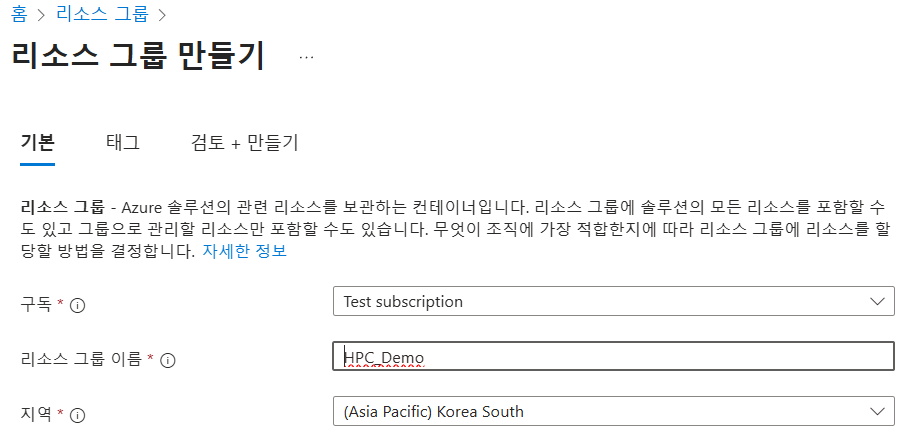 홈 > 리소스 그룹 >
리소스 그룹 만들기 ...
기본 태그 검토 + 만들기
리소스 그룹 - Azure 솔루션의 관련 리소스를 보관하는 컨테이너입니다. 리소스 그룹에 솔루션의 모든 리소스를 포함할 수
도 있고 그룹으로 관리할 리소스만 포함할 수도 있습니다. 무엇이 조직에 가장 적합한지에 따라 리소스 그룹에 리소스를 할
당할 방법을 결정합니다. 자세한 정보
구독 * Test subscription
리소스 그룹 이름 * HPC_Demo
지역 * (Asia Pacific) Korea South